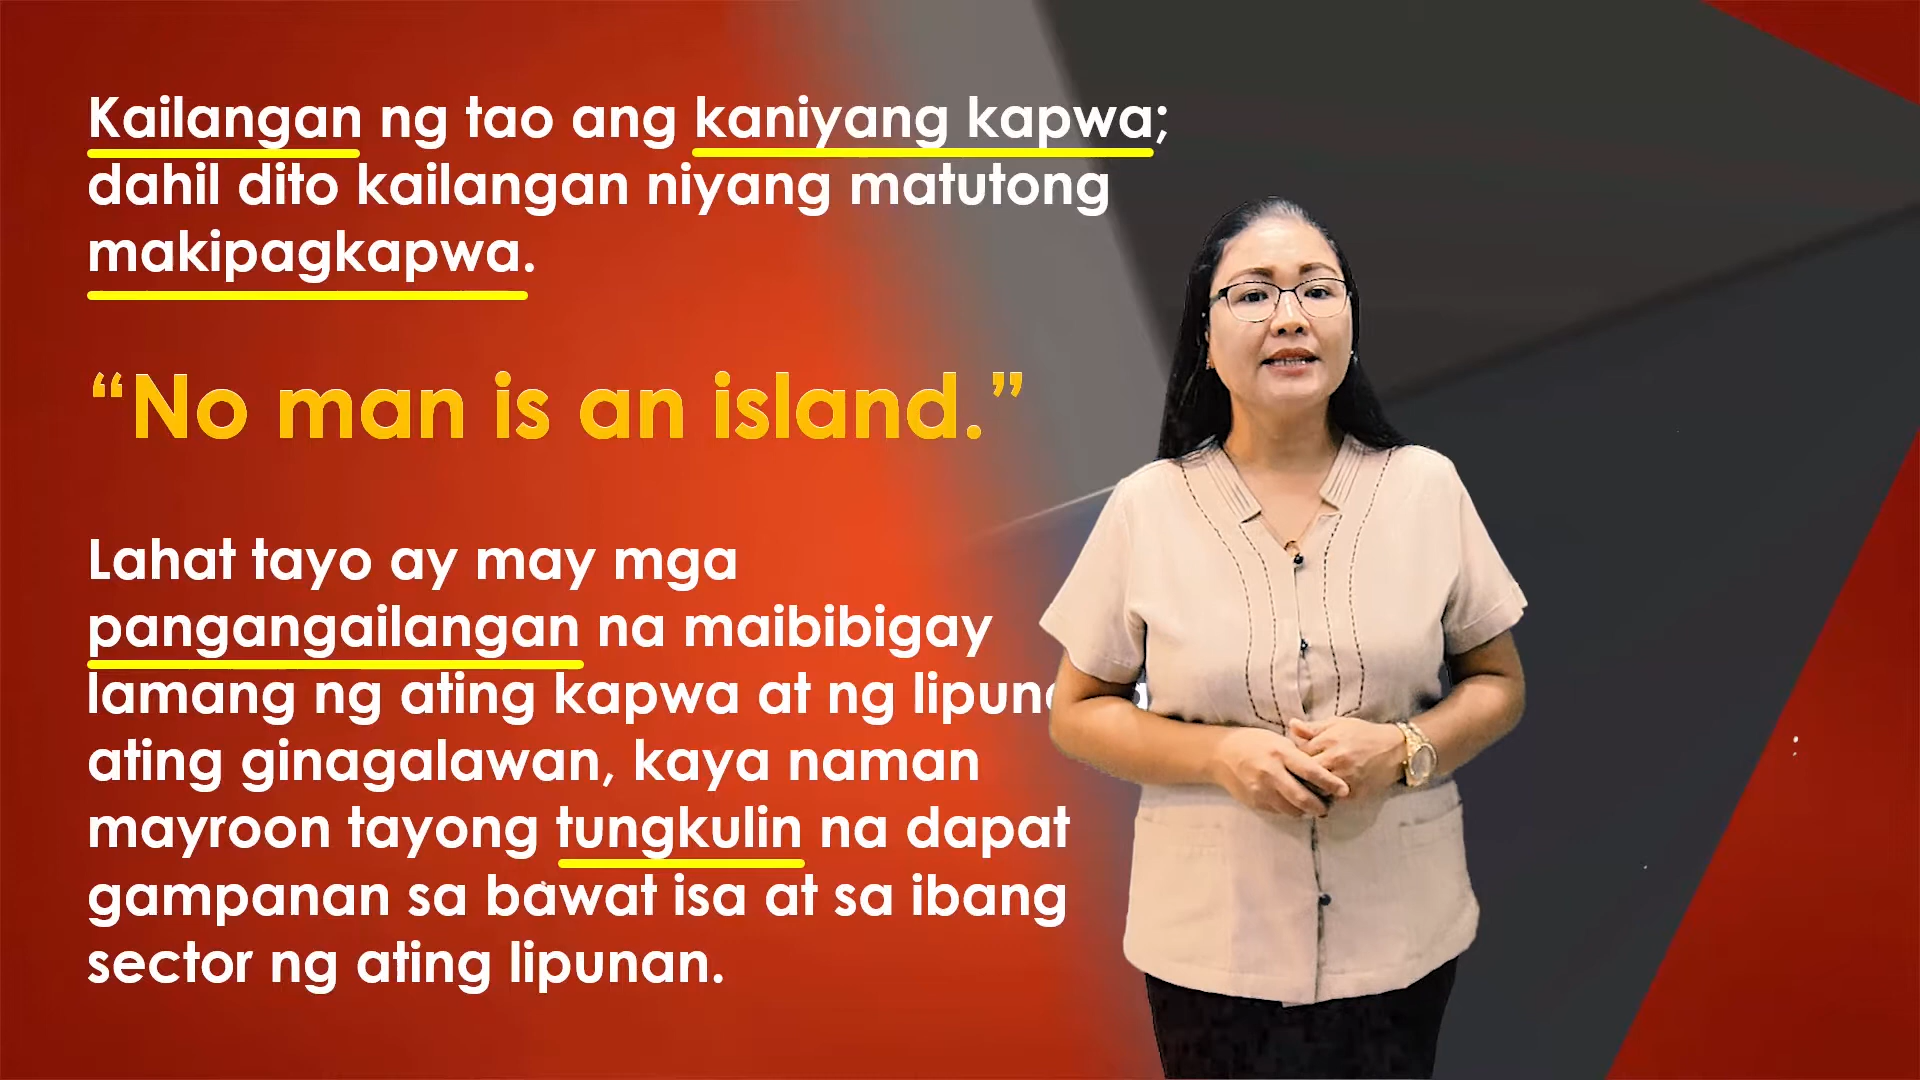 Kailangan ng tao ang kaniyang kapwa;
dahil dito kailangan niyang matutong
makipagkapwa.
“No man is an island.”
Lahat tayo ay may mga
pangangailangan na maibibigay
lamang ng ating kapwa at ng
ating ginagalawan, kaya naman
mayroon tayong tungkulin na dapat
gampanan sa bawat isa at sa ibang
sector ng ating lipunan.